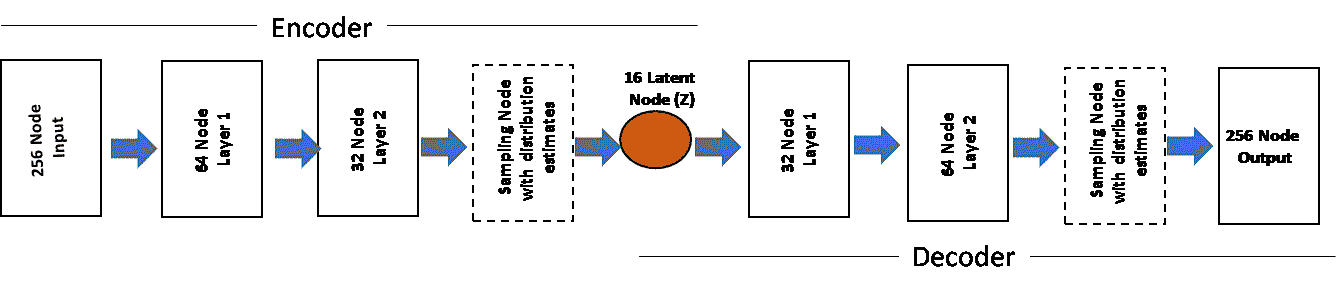 Encoder
256 Node
Input
64 Node
Layer 1
32 Node
Layer 2
Sampling Node
with distribution
estimates
16 Latent
Node (Z)
32 Node
Layer 1
64 Node
Layer 2
Sampling Node
with distribution
estimates
256 Node
Output
Decoder